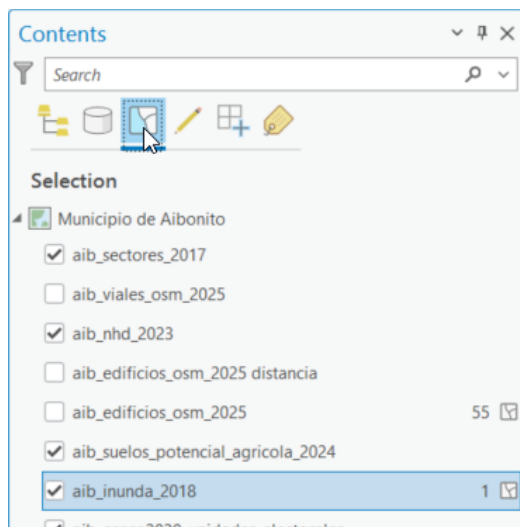 Contents
Search
Selection
Municipio de Aibonito
aib_sectores_2017
aib_viales_osm_2025
aib_nhd_2023
aib_edificios_osm_2025 distancia
aib_edificios_osm_2025 55
aib_suelos_potencial_agricola_2024
aib_inunda_2018 1